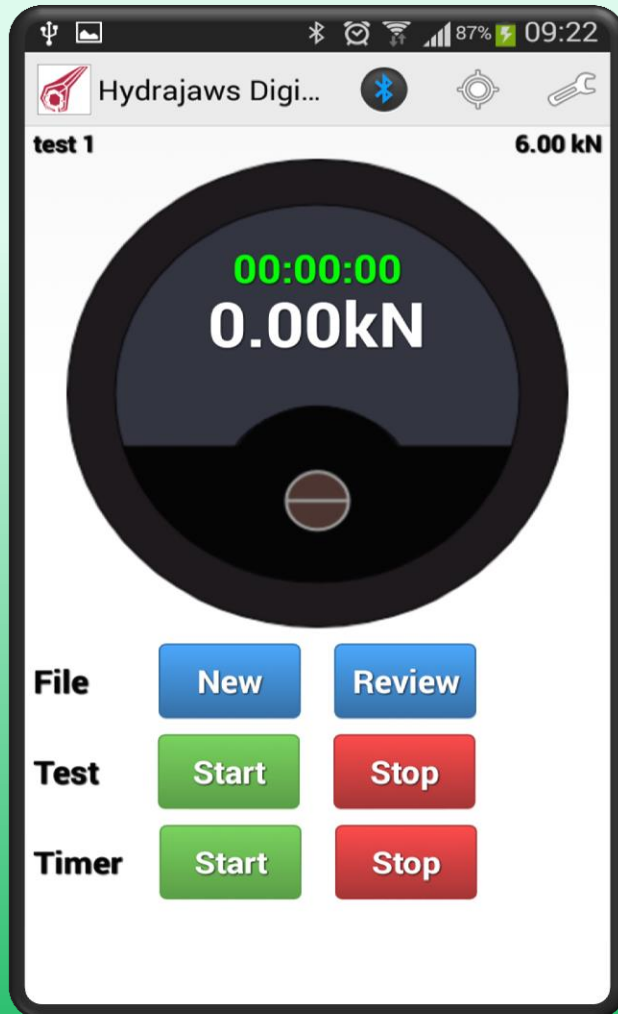 87% 09:22
Hydrajaws Digi...
test 1 6.00 kN
00:00:00
0.00kN
File New Review
Test Start Stop
Timer Start Stop